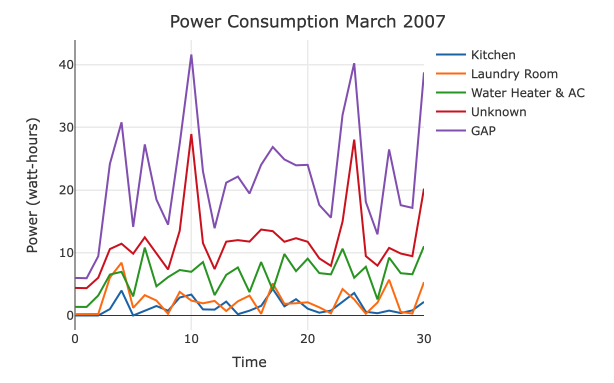 Power Consumption March 2007
Kitchen
Laundry Room
Water Heater & AC
Unknown
GAP
Power (watt-hours)
40
30
20
10
0
0 10 20 30
Time